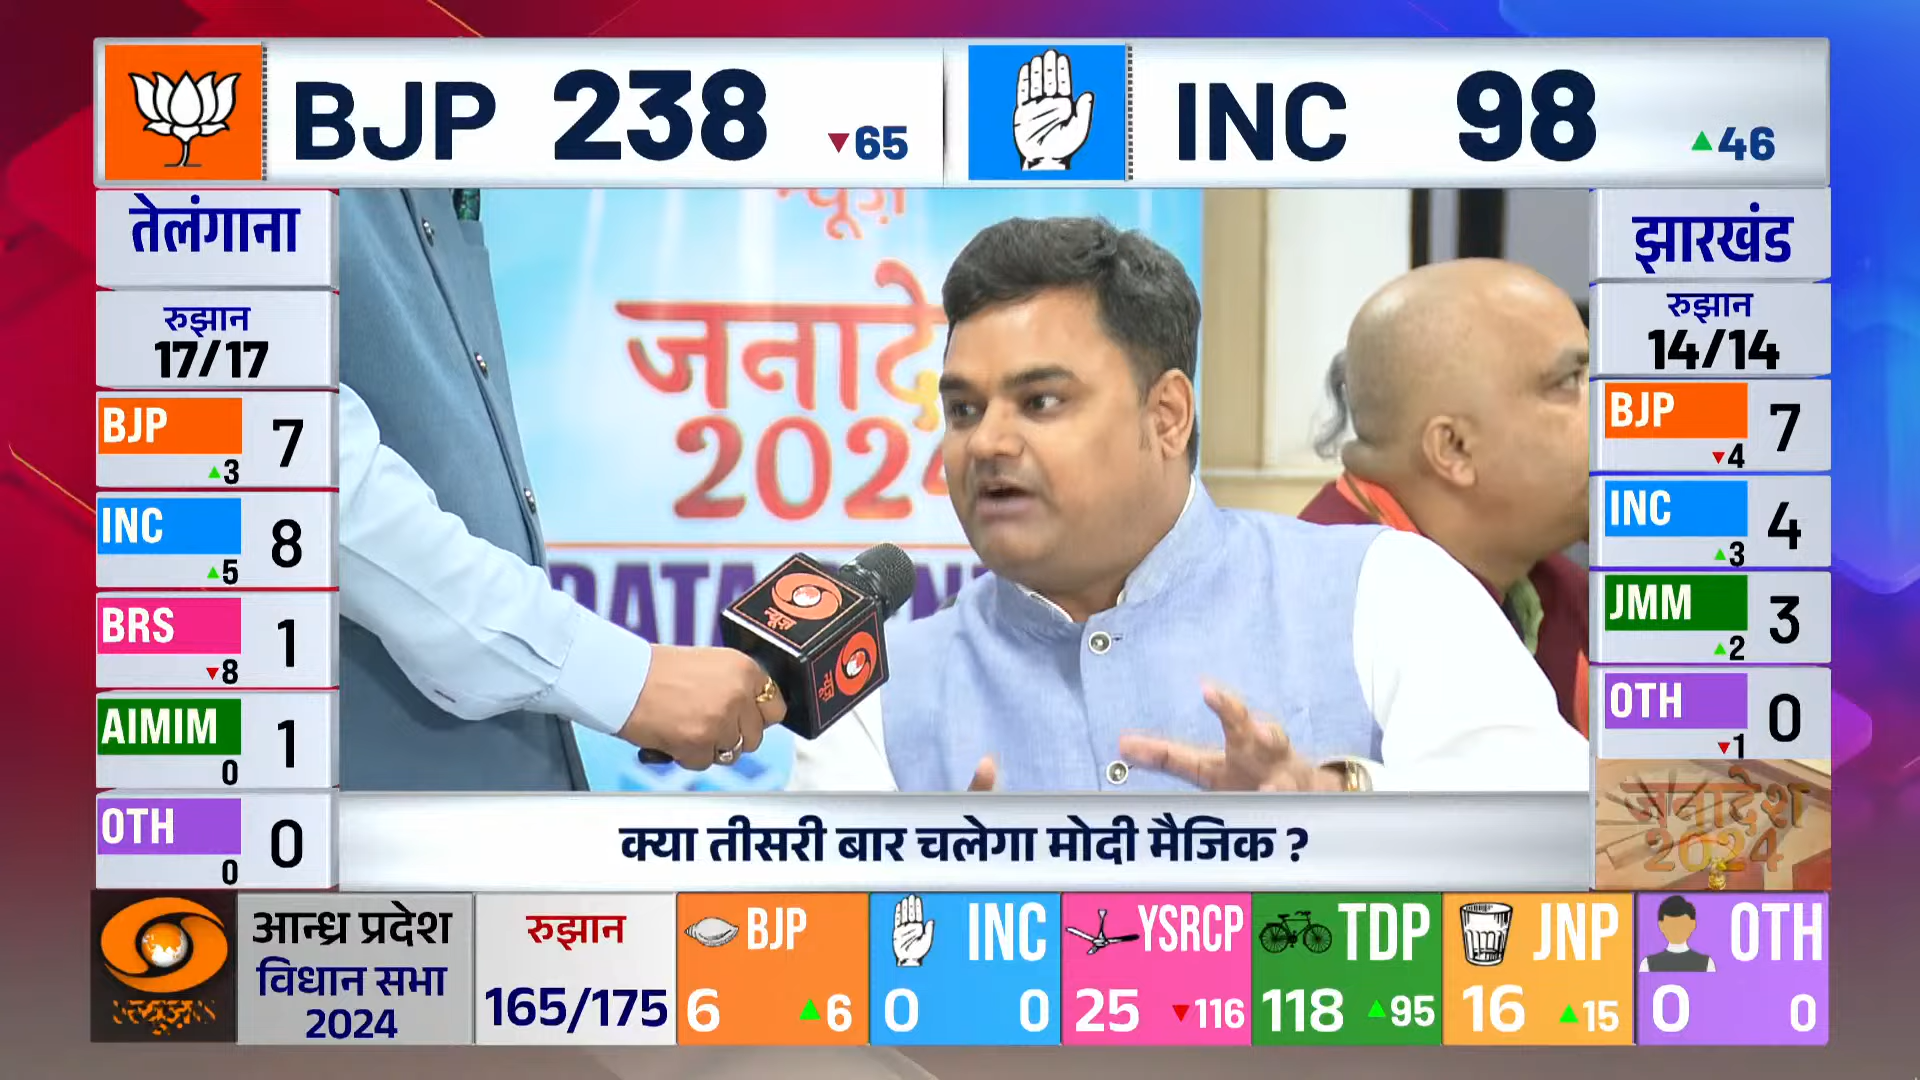 BJP 238 ▼65
INC 98 ▲46
तेलंगाना
रुझान
17/17
BJP 7
▲3
INC 8
▲5
BRS 1
▼8
AIMIM 1
0
OTH 0
0
न्यूज़
जनादे
2024
DATA
न्यूज़
न्यूज़
झारखंड
रुझान
14/14
BJP 7
▼4
INC 4
▲3
JMM 3
▲2
OTH 0
▼1
जनादेश
2024
क्या तीसरी बार चलेगा मोदी मैजिक ?
आन्ध्र प्रदेश
विधान सभा
2024
रुझान
165/175
BJP
6 ▲6
INC
0 0
YSRCP
25 ▼116
TDP
118 ▲95
JNP
16 ▲15
OTH
0 0